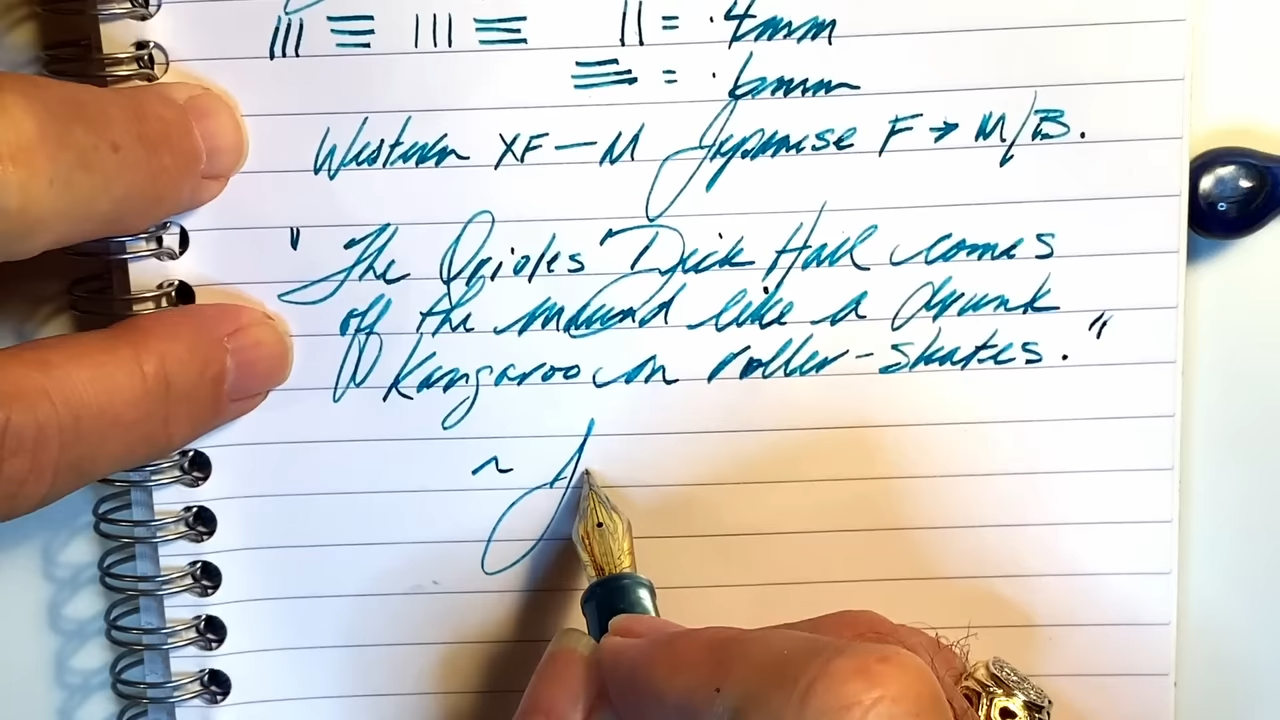 ||| ≡ ||| ≡ || = .4mm
≡ = .6mm
Western XF — M Japanese F → M/B.
"The Orioles' Dick Hall comes
off the mound like a drunk
Kangaroo on roller-skates."
~ J